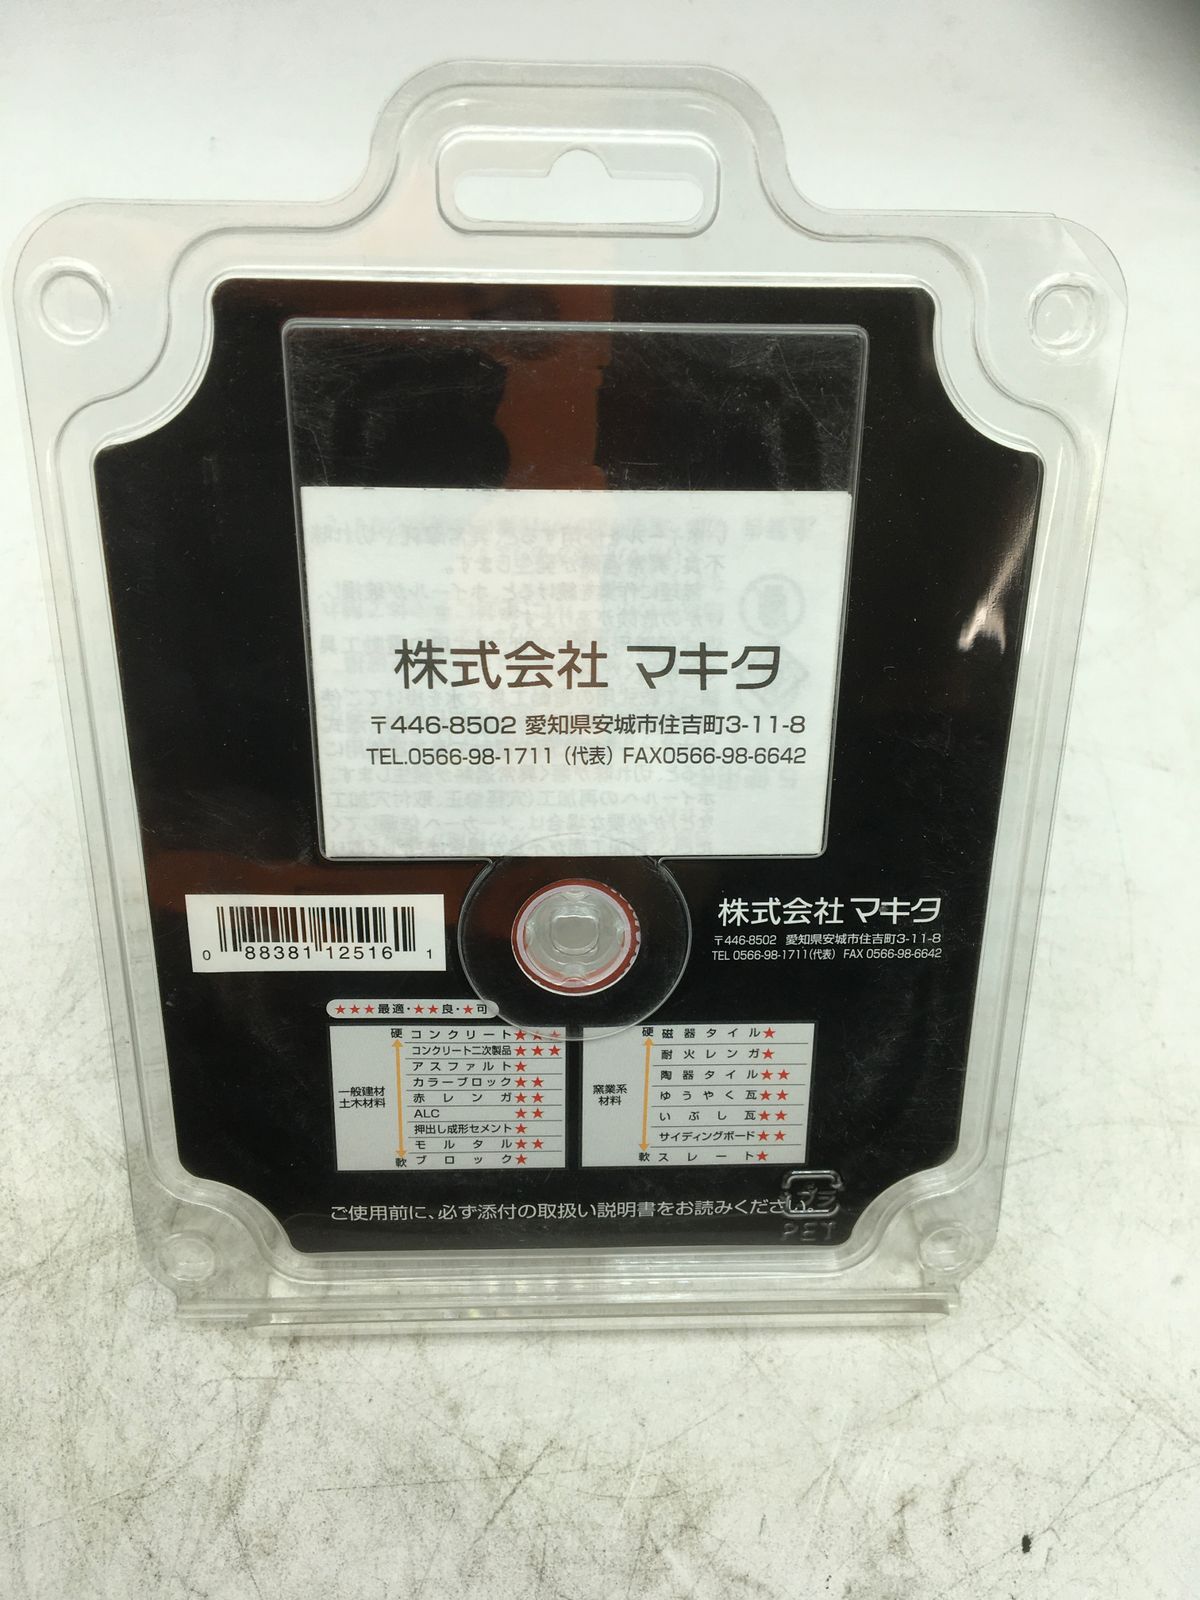 株式会社 マキタ
〒446-8502 愛知県安城市住吉町3-11-8
TEL.0566-98-1711（代表）FAX0566-98-6642
0 88381 12516 1
株式会社 マキタ
〒446-8502 愛知県安城市住吉町3-11-8
TEL 0566-98-1711(代表) FAX 0566-98-6642
★★★最適・★★良・★可
一般建材
土木材料
硬 コンクリート★★★
コンクリート二次製品★★★
アスファルト★
カラーブロック★★
赤レンガ★★
ALC ★★
押出し成形セメント★
モルタル★★
軟 ブロック★
窯業系
材料
硬 磁器タイル★
耐火レンガ★
陶器タイル★★
ゆうやく瓦★★
いぶし瓦★★
サイディングボード★★
軟 スレート★
ご使用前に、必ず添付の取扱い説明書をお読みください。
プラ
PET